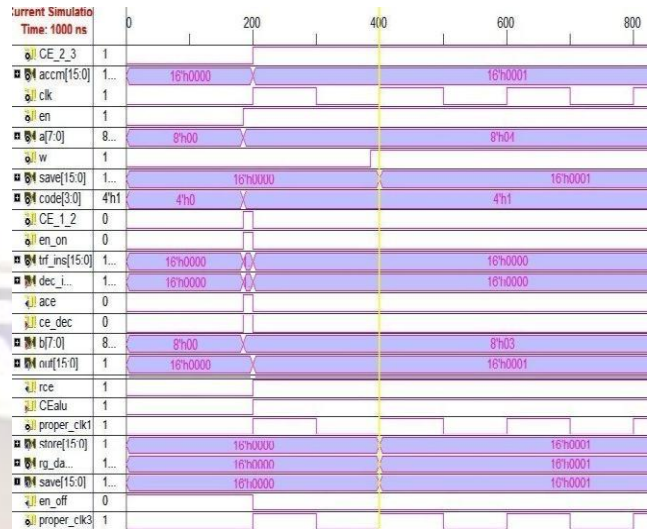 Current Simulatio
Time: 1000 ns
0 200 400 600 800
CE_2_3 1
accm[15:0] 1... 16'h0000 16'h0001
clk 1
en 1
a[7:0] 8... 8'h00 8'h04
w 1
save[15:0] 1... 16'h0000 16'h0001
code[3:0] 4'h1 4'h0 4'h1
CE_1_2 0
en_on 0
trf_ins[15:0] 1... 16'h0000 16'h0000
dec_i... 1... 16'h0000 16'h0000
ace 0
ce_dec 0
b[7:0] 8... 8'h00 8'h03
out[15:0] 1 16'h0000 16'h0001
rce 1
CEalu 1
proper_clk1 1
store[15:0] 1 16'h0000 16'h0001
rg_da... 1... 16'h0000 16'h0001
save[15:0] 1... 16'h0000 16'h0001
en_off 0
proper_clk3 1